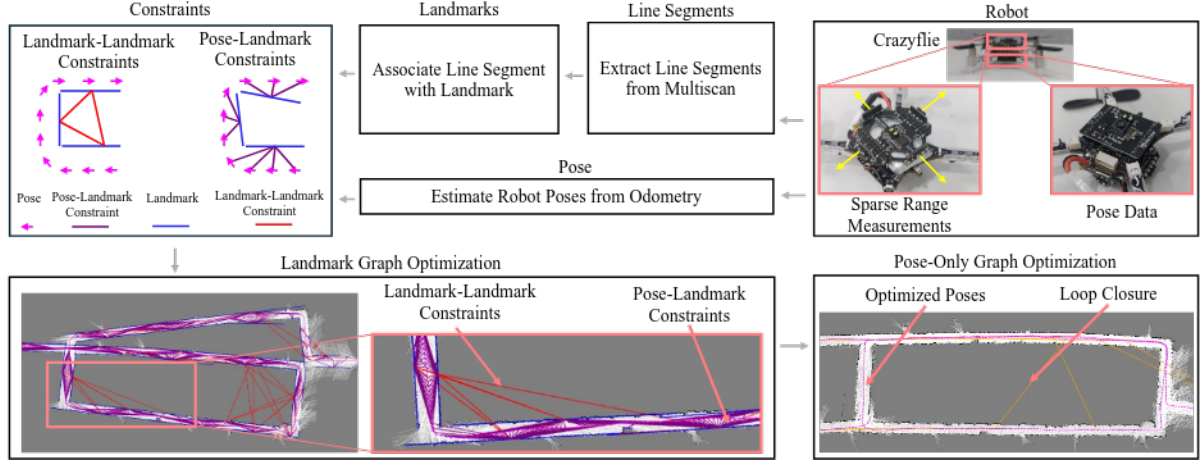 Constraints
Landmark-Landmark
Constraints
Pose-Landmark
Constraints
Pose
Pose-Landmark
Constraint
Landmark
Landmark-Landmark
Constraint
Landmarks
Associate Line Segment
with Landmark
Line Segments
Extract Line Segments
from Multiscan
Pose
Estimate Robot Poses from Odometry
Robot
Crazyflie
Sparse Range
Measurements
Pose Data
Landmark Graph Optimization
Landmark-Landmark
Constraints
Pose-Landmark
Constraints
Pose-Only Graph Optimization
Optimized Poses
Loop Closure